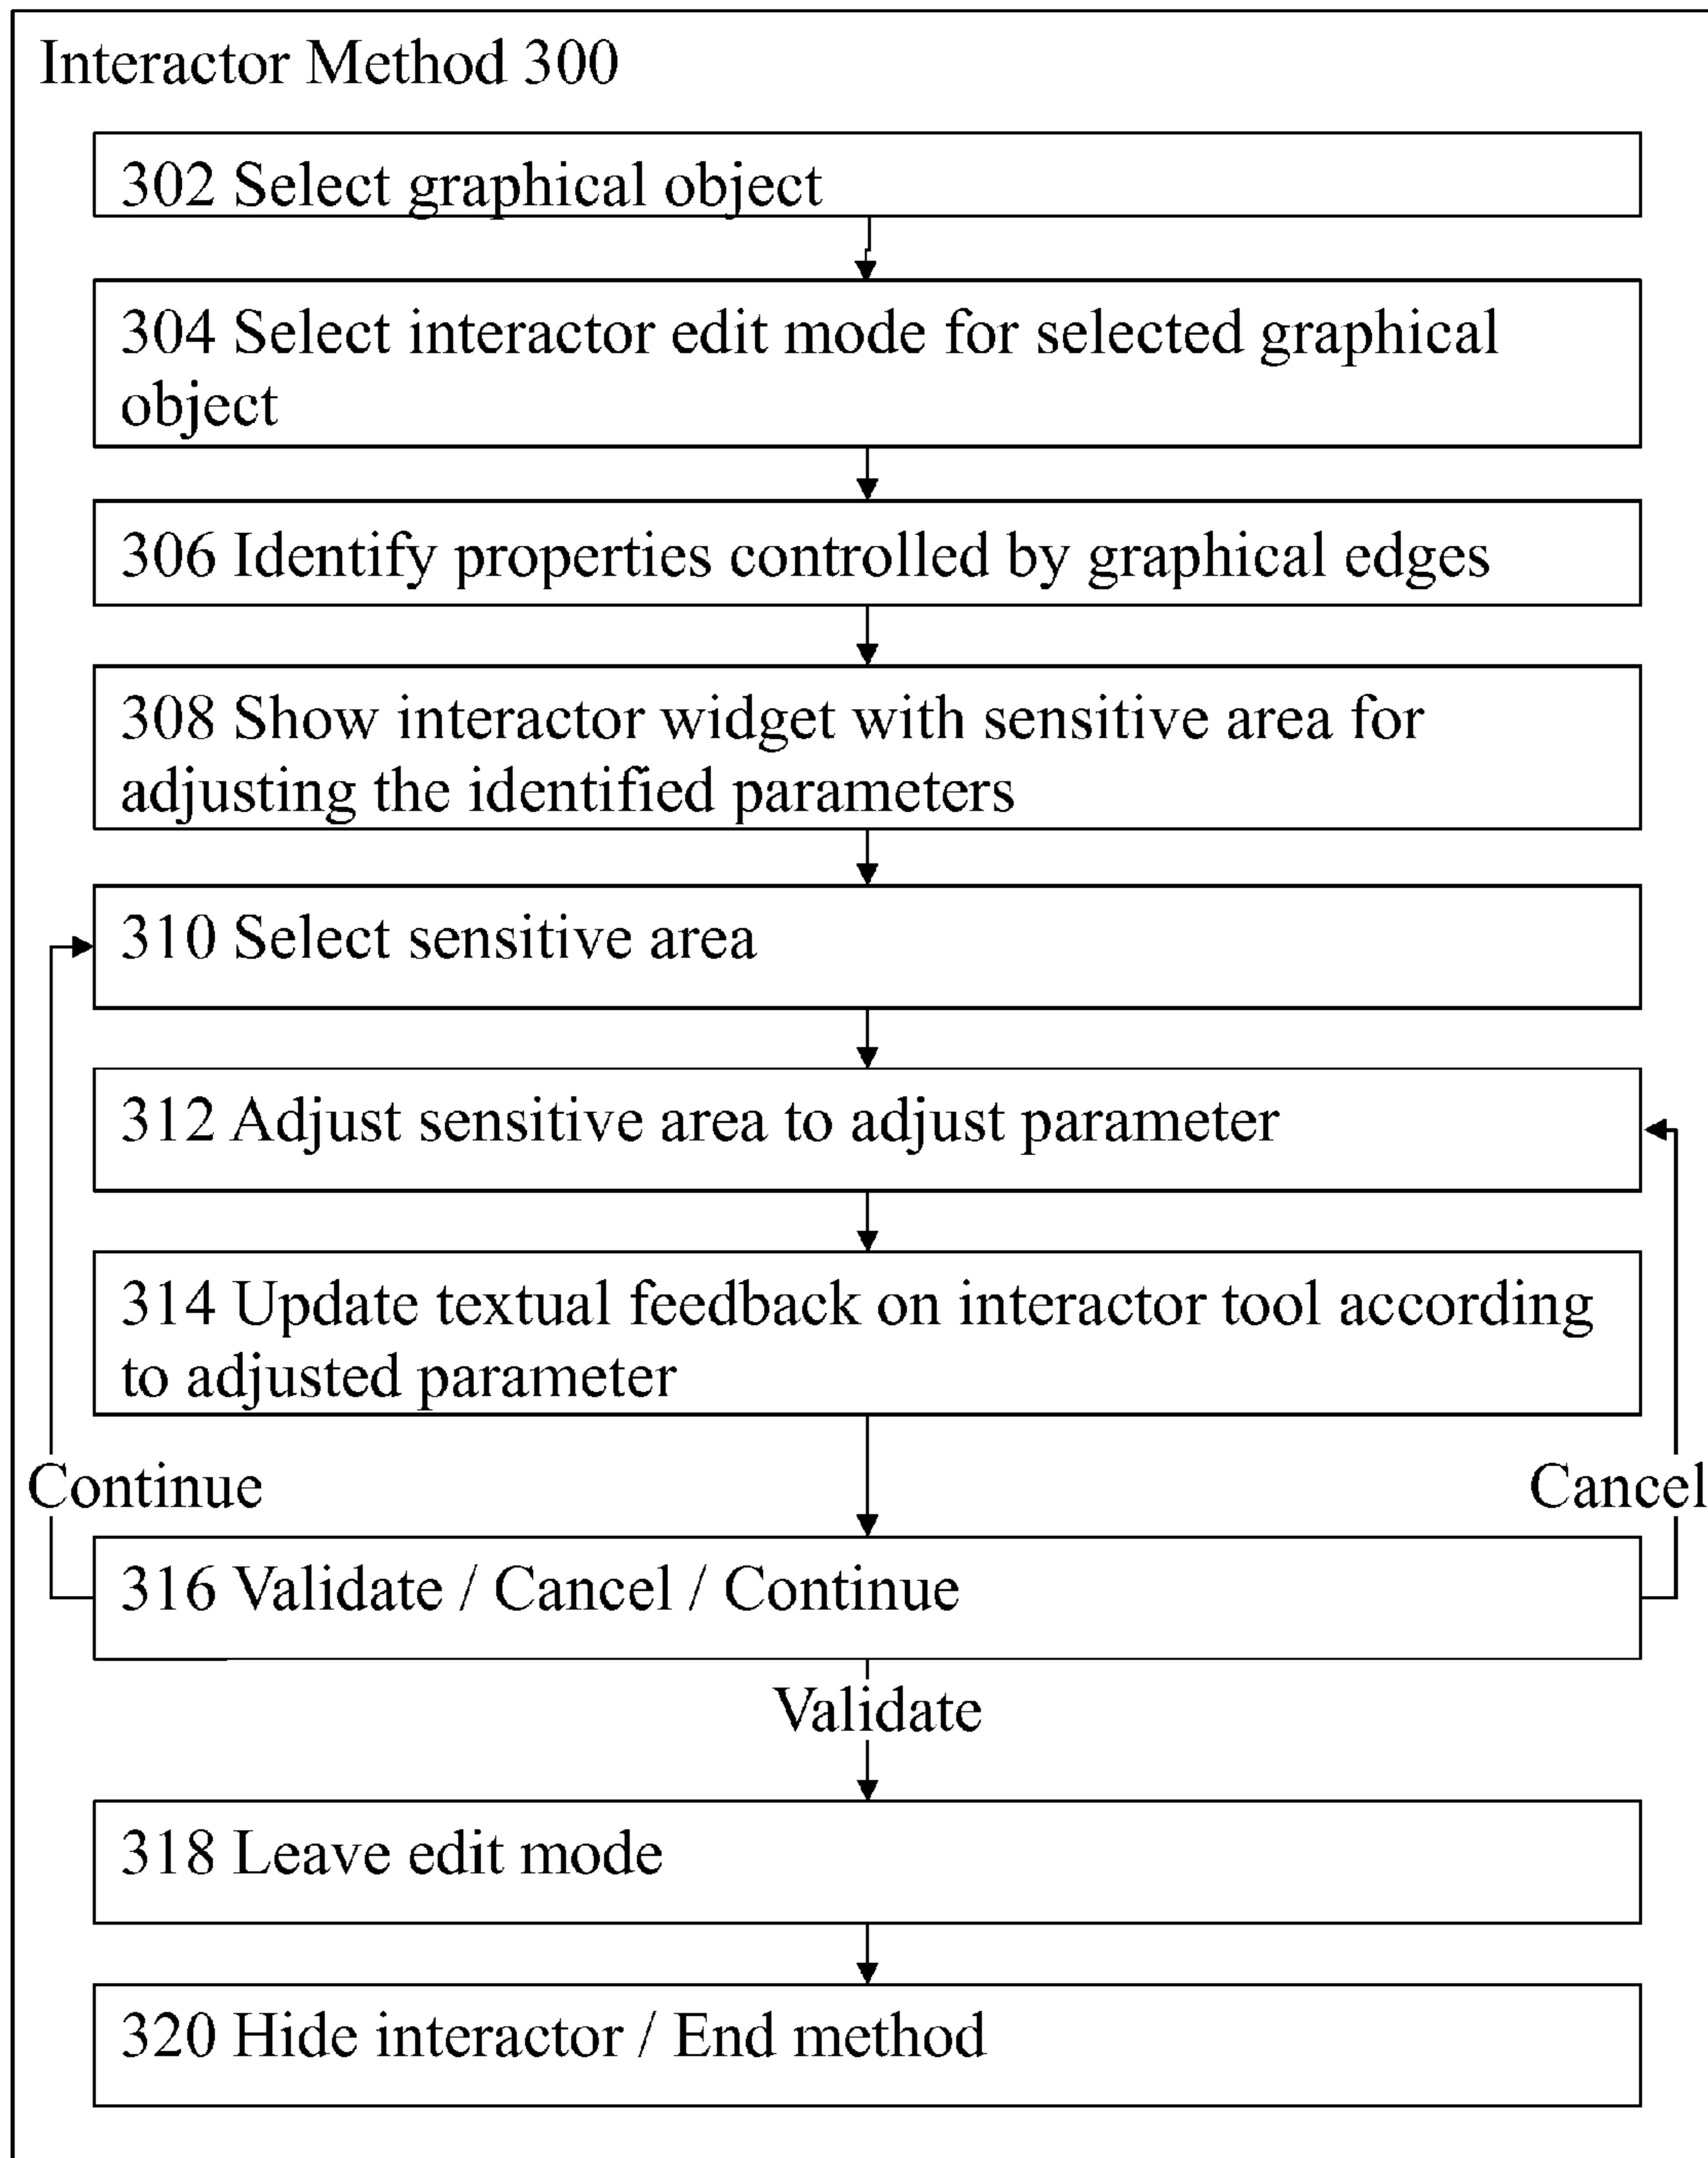 Interactor Method 300
302 Select graphical object
304 Select interactor edit mode for selected graphical
object
306 Identify properties controlled by graphical edges
308 Show interactor widget with sensitive area for
adjusting the identified parameters
310 Select sensitive area
312 Adjust sensitive area to adjust parameter
314 Update textual feedback on interactor tool according
to adjusted parameter
Continue
Cancel
316 Validate / Cancel / Continue
Validate
318 Leave edit mode
320 Hide interactor / End method